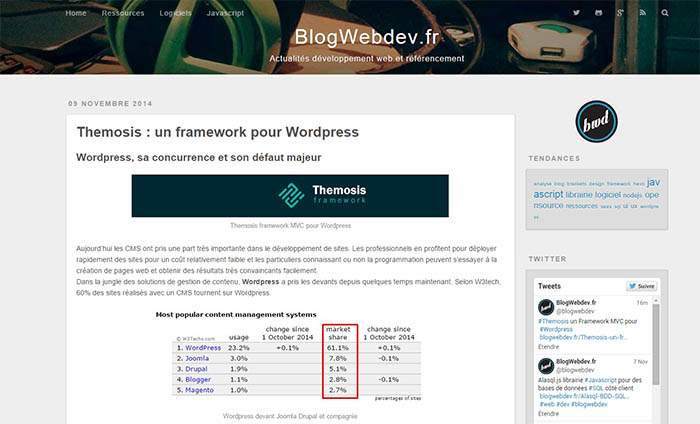 Home Ressources Logiciels Javascript
BlogWebdev.fr
Actualités développement web et référencement
09 NOVEMBRE 2014
Themosis : un framework pour Wordpress
Wordpress, sa concurrence et son défaut majeur
Themosis
framework
Themosis framework MVC pour Wordpress
Aujourd'hui les CMS ont pris une part très importante dans le développement de sites. Les professionnels en profitent pour déployer
rapidement des sites pour un coût relativement faible et les particuliers connaissant ou non la programmation peuvent s'essayer à la
création de pages web et obtenir des résultats très convaincants facilement.
Dans la jungle des solutions de gestion de contenu, Wordpress a pris les devants depuis quelques temps maintenant. Selon W3tech,
60% des sites réalisés avec un CMS tournent sur Wordpress.
Most popular content management systems
© W3Techs.com usage change since 1 October 2014 market share change since 1 October 2014
1. WordPress 23.2% +0.1% 61.1% +0.1%
2. Joomla 3.0% 7.8% -0.1%
3. Drupal 1.9% 5.1%
4. Blogger 1.1% 2.8% -0.1%
5. Magento 1.0% 2.7%
percentages of sites
Wordpress devant Joomla Drupal et compagnie
bwd
TENDANCES
analyse blog brackets design framework hexo jav
ascript librairie logiciel nodejs ope
nsource ressources saas sql ui ux wordpre
ss
TWITTER
Tweets Suivre
BlogWebdev.fr 16m
@blogwebdev
#Themosis un Framework MVC pour
#Wordpress
blogwebdev.fr/Themosis-un-fr...
Étendre
BlogWebdev.fr 7 Nov
@blogwebdev
Alasql.js librairie #Javascript pour des
bases de données #SQL côté client
blogwebdev.fr/Alasql-BDD-SQL...
#web #dev #blogwebdev
Étendre